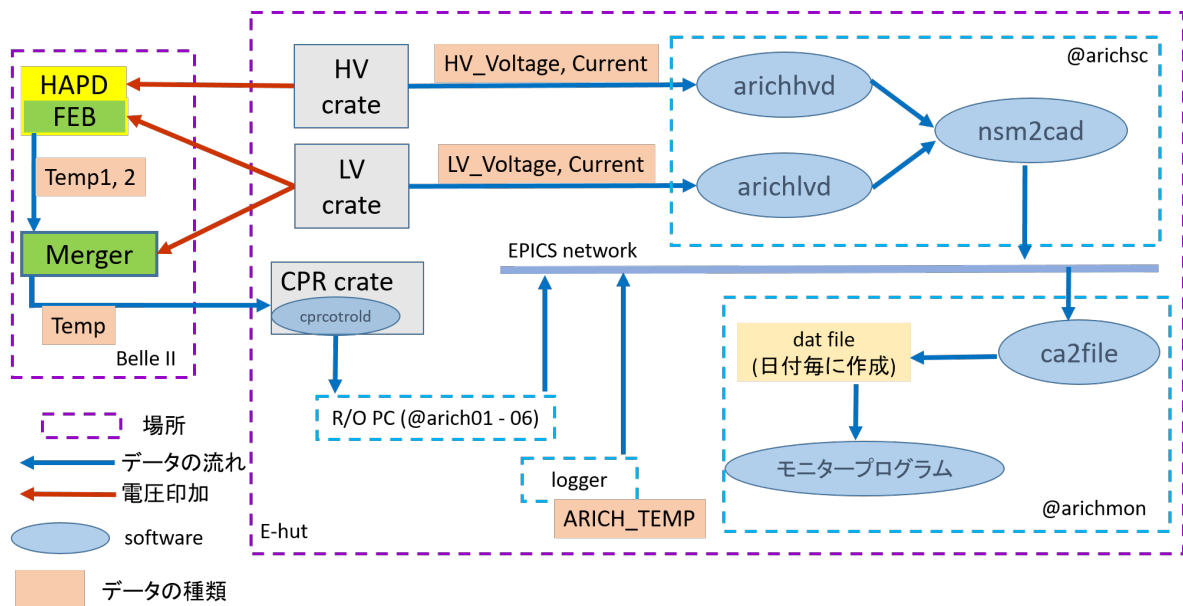 HAPD
FEB
Temp1, 2
Merger
Temp
Belle II
HV
crate
HV_Voltage, Current
LV
crate
LV_Voltage, Current
@arichsc
arichhvd
arichlvd
nsm2cad
EPICS network
CPR crate
cprcotrold
R/O PC (@arich01 - 06)
logger
ARICH_TEMP
E-hut
dat file
(日付毎に作成)
ca2file
モニタープログラム
@arichmon
場所
データの流れ
電圧印加
software
データの種類